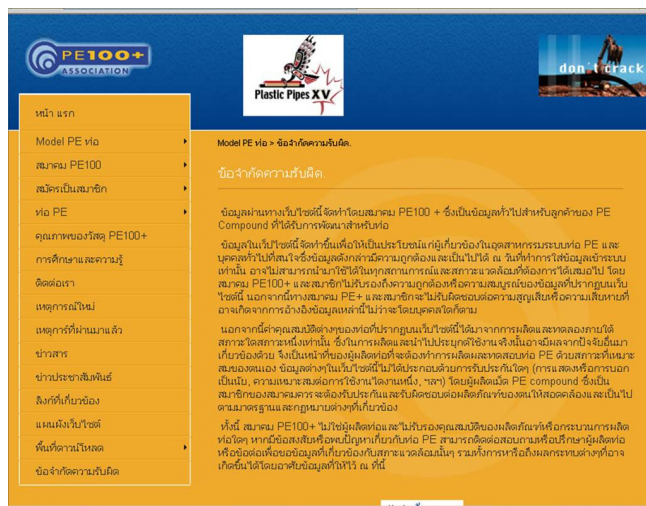 PE100+
ASSOCIATION
Plastic Pipes XV
don't crack
หน้า แรก
Model PE ท่อ
สมาคม PE100
สมัครเป็นสมาชิก
ท่อ PE
คุณภาพของวัสดุ PE100+
การศึกษาและความรู้
ติดต่อเรา
เหตุการณ์ใหม่
เหตุการ์ที่ผ่านมาแล้ว
ข่าวสาร
ข่าวประชาสัมพันธ์
ลิงก์ที่เกี่ยวข้อง
แผนผังเว็บไซต์
พื้นที่ดาวน์โหลด
ข้อจำกัดความรับผิด
Model PE ท่อ > ข้อจำกัดความรับผิด.
ข้อจำกัดความรับผิด.
ข้อมูลผ่านทางเว็บไซต์นี้จัดทำโดยสมาคม PE100 + ซึ่งเป็นข้อมูลทั่วไปสำหรับลูกค้าของ PE
Compound ที่ได้รับการพัฒนาสำหรับท่อ
ข้อมูลในเว็บไซต์นี้จัดทำขึ้นเพื่อให้เป็นประโยชน์แก่ผู้เกี่ยวข้องในอุตสาหกรรมระบบท่อ PE และ
บุคคลทั่วไปที่สนใจซึ่งข้อมูลดังกล่าวมีความถูกต้องและเป็นไปได้ ณ วันที่ทำการใส่ข้อมูลเข้าระบบ
เท่านั้น อาจไม่สามารถนำมาใช้ได้ในทุกสถานการณ์และสภาวะแวดล้อมที่ต้องการได้เสมอไป โดย
สมาคม PE100+ และสมาชิกไม่รับรองถึงความถูกต้องหรือความสมบูรณ์ของข้อมูลที่ปรากฏบนเว็บ
ไซต์นี้ นอกจากนี้ทางสมาคม PE+ และสมาชิกจะไม่รับผิดชอบต่อความสูญเสียหรือความเสียหายที่
อาจเกิดจากการอ้างอิงข้อมูลเหล่านี้ไม่ว่าจะโดยบุคคลใดก็ตาม
นอกจากนี้ค่าคุณสมบัติต่างๆของท่อที่ปรากฏบนเว็บไซต์นี้ได้มาจากการผลิตและทดลองภายใต้
สภาวะใดสภาวะหนึ่งเท่านั้น ซึ่งในการผลิตและนำไปประยุกต์ใช้งานจริงนั้นอาจมีผลจากปัจจัยอื่นมา
เกี่ยวข้องด้วย จึงเป็นหน้าที่ของผู้ผลิตท่อที่จะต้องทำการผลิตและทดสอบท่อ PE ด้วยสภาวะที่เหมาะ
สมของตนเอง ข้อมูลต่างๆในเว็บไซต์นี้ไม่ได้ประกอบด้วยการรับประกันใดๆ (การแสดงหรือการบอก
เป็นนัย, ความเหมาะสมต่อการใช้งานใดงานหนึ่ง, ฯลฯ) โดยผู้ผลิตเม็ด PE compound ซึ่งเป็น
สมาชิกของสมาคมควรจะต้องรับประกันและรับผิดชอบต่อผลิตภัณฑ์ของตนให้สอดคล้องและเป็นไป
ตามมาตรฐานและกฎหมายต่างๆที่เกี่ยวข้อง
ทั้งนี้ สมาคม PE100+ ไม่ใช่ผู้ผลิตท่อและไม่รับรองคุณสมบัติของผลิตภัณฑ์หรือกระบวนการผลิต
ท่อใดๆ หากมีข้อสงสัยหรือพบปัญหาเกี่ยวกับท่อ PE สามารถติดต่อสอบถามหรือปรึกษาผู้ผลิตท่อ
หรือข้อต่อเพื่อขอข้อมูลที่เกี่ยวข้องกับสภาวะแวดล้อมนั้นๆ รวมทั้งการหารือถึงผลกระทบต่างๆที่อาจ
เกิดขึ้นได้โดยอาศัยข้อมูลที่ให้ไว้ ณ ที่นี้